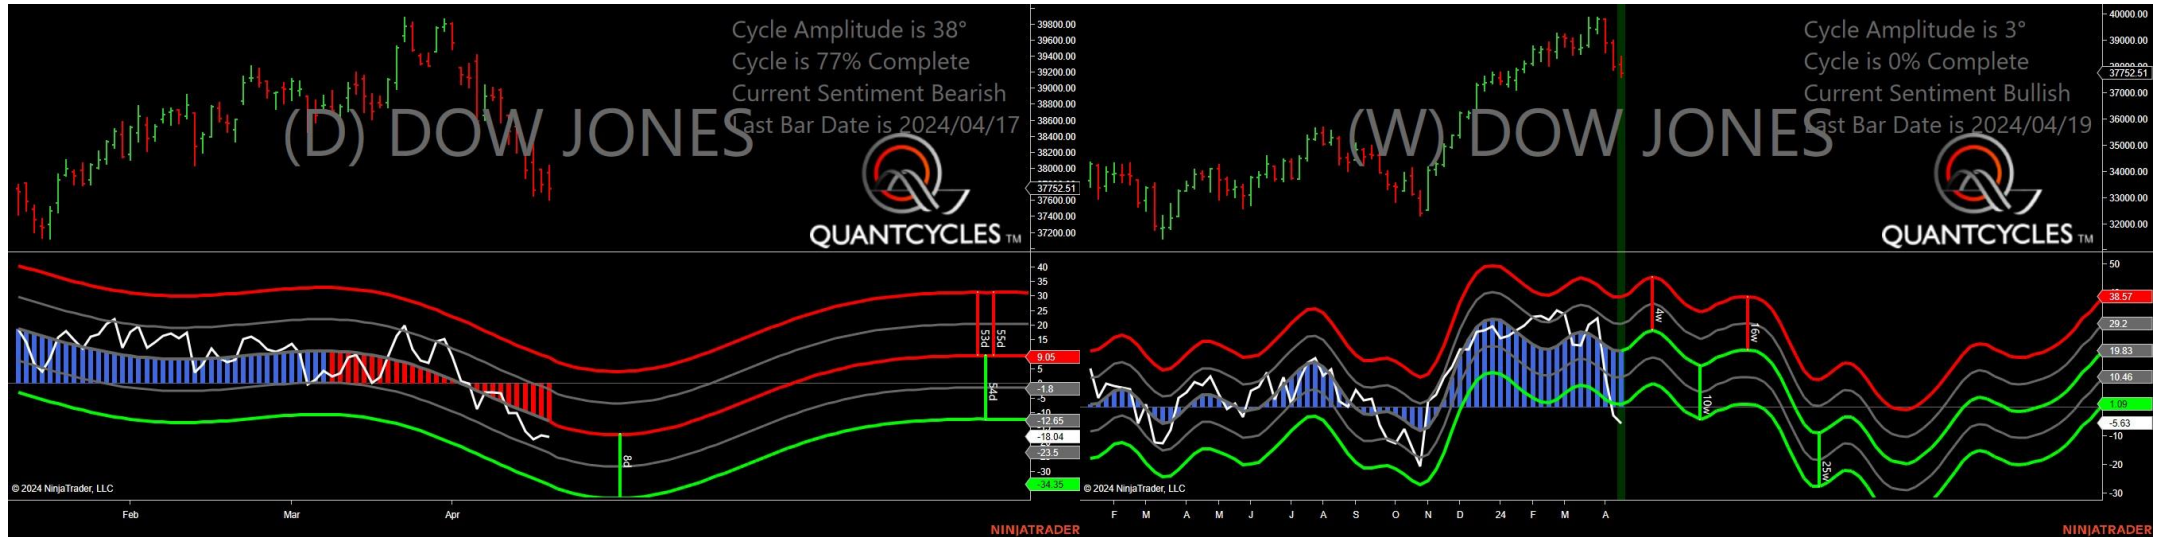 Cycle Amplitude is 38°
Cycle is 77% Complete
Current Sentiment Bearish
Last Bar Date is 2024/04/17
(D) DOW JONES
QUANTCYCLES TM
39800.00
39600.00
39400.00
39200.00
39000.00
38800.00
38600.00
38400.00
38200.00
38000.00
37752.51
37600.00
37400.00
37200.00
40
35
30
25
20
15
9.05
5
-1.8
-5
-10
-12.65
-18.04
-23.5
-30
-34.35
53d
55d
54d
8d
© 2024 NinjaTrader, LLC
Feb Mar Apr
NINJATRADER
Cycle Amplitude is 3°
Cycle is 0% Complete
Current Sentiment Bullish
Last Bar Date is 2024/04/19
(W) DOW JONES
QUANTCYCLES TM
40000.00
39000.00
37752.51
37000.00
36000.00
35000.00
34000.00
33000.00
32000.00
50
38.57
29.2
19.83
10.46
1.09
-5.63
-10
-20
-30
4w
16w
10w
25w
© 2024 NinjaTrader, LLC
F M A M J J A S O N D 24 F M A
NINJATRADER